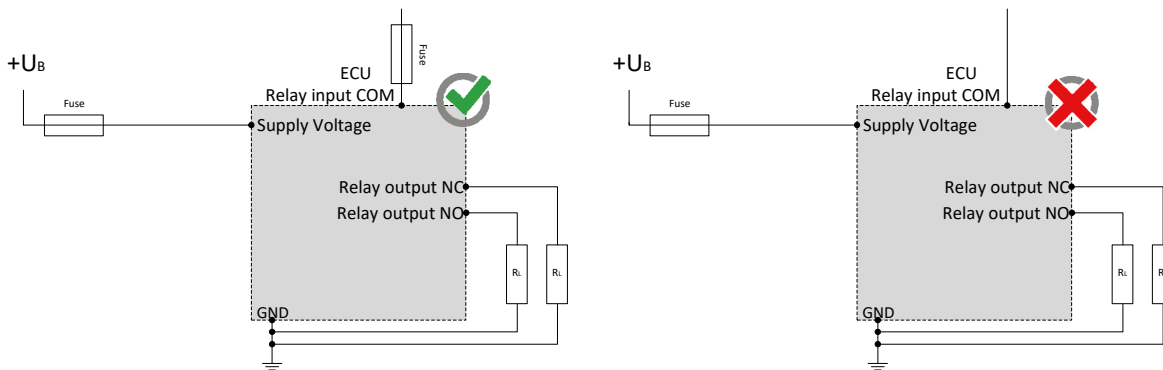 Fuse
+UB
ECU
Relay input COM
Fuse
Supply Voltage
Relay output NC
Relay output NO
RL
RL
GND
+UB
ECU
Relay input COM
Fuse
Supply Voltage
Relay output NC
Relay output NO
RL
R
GND